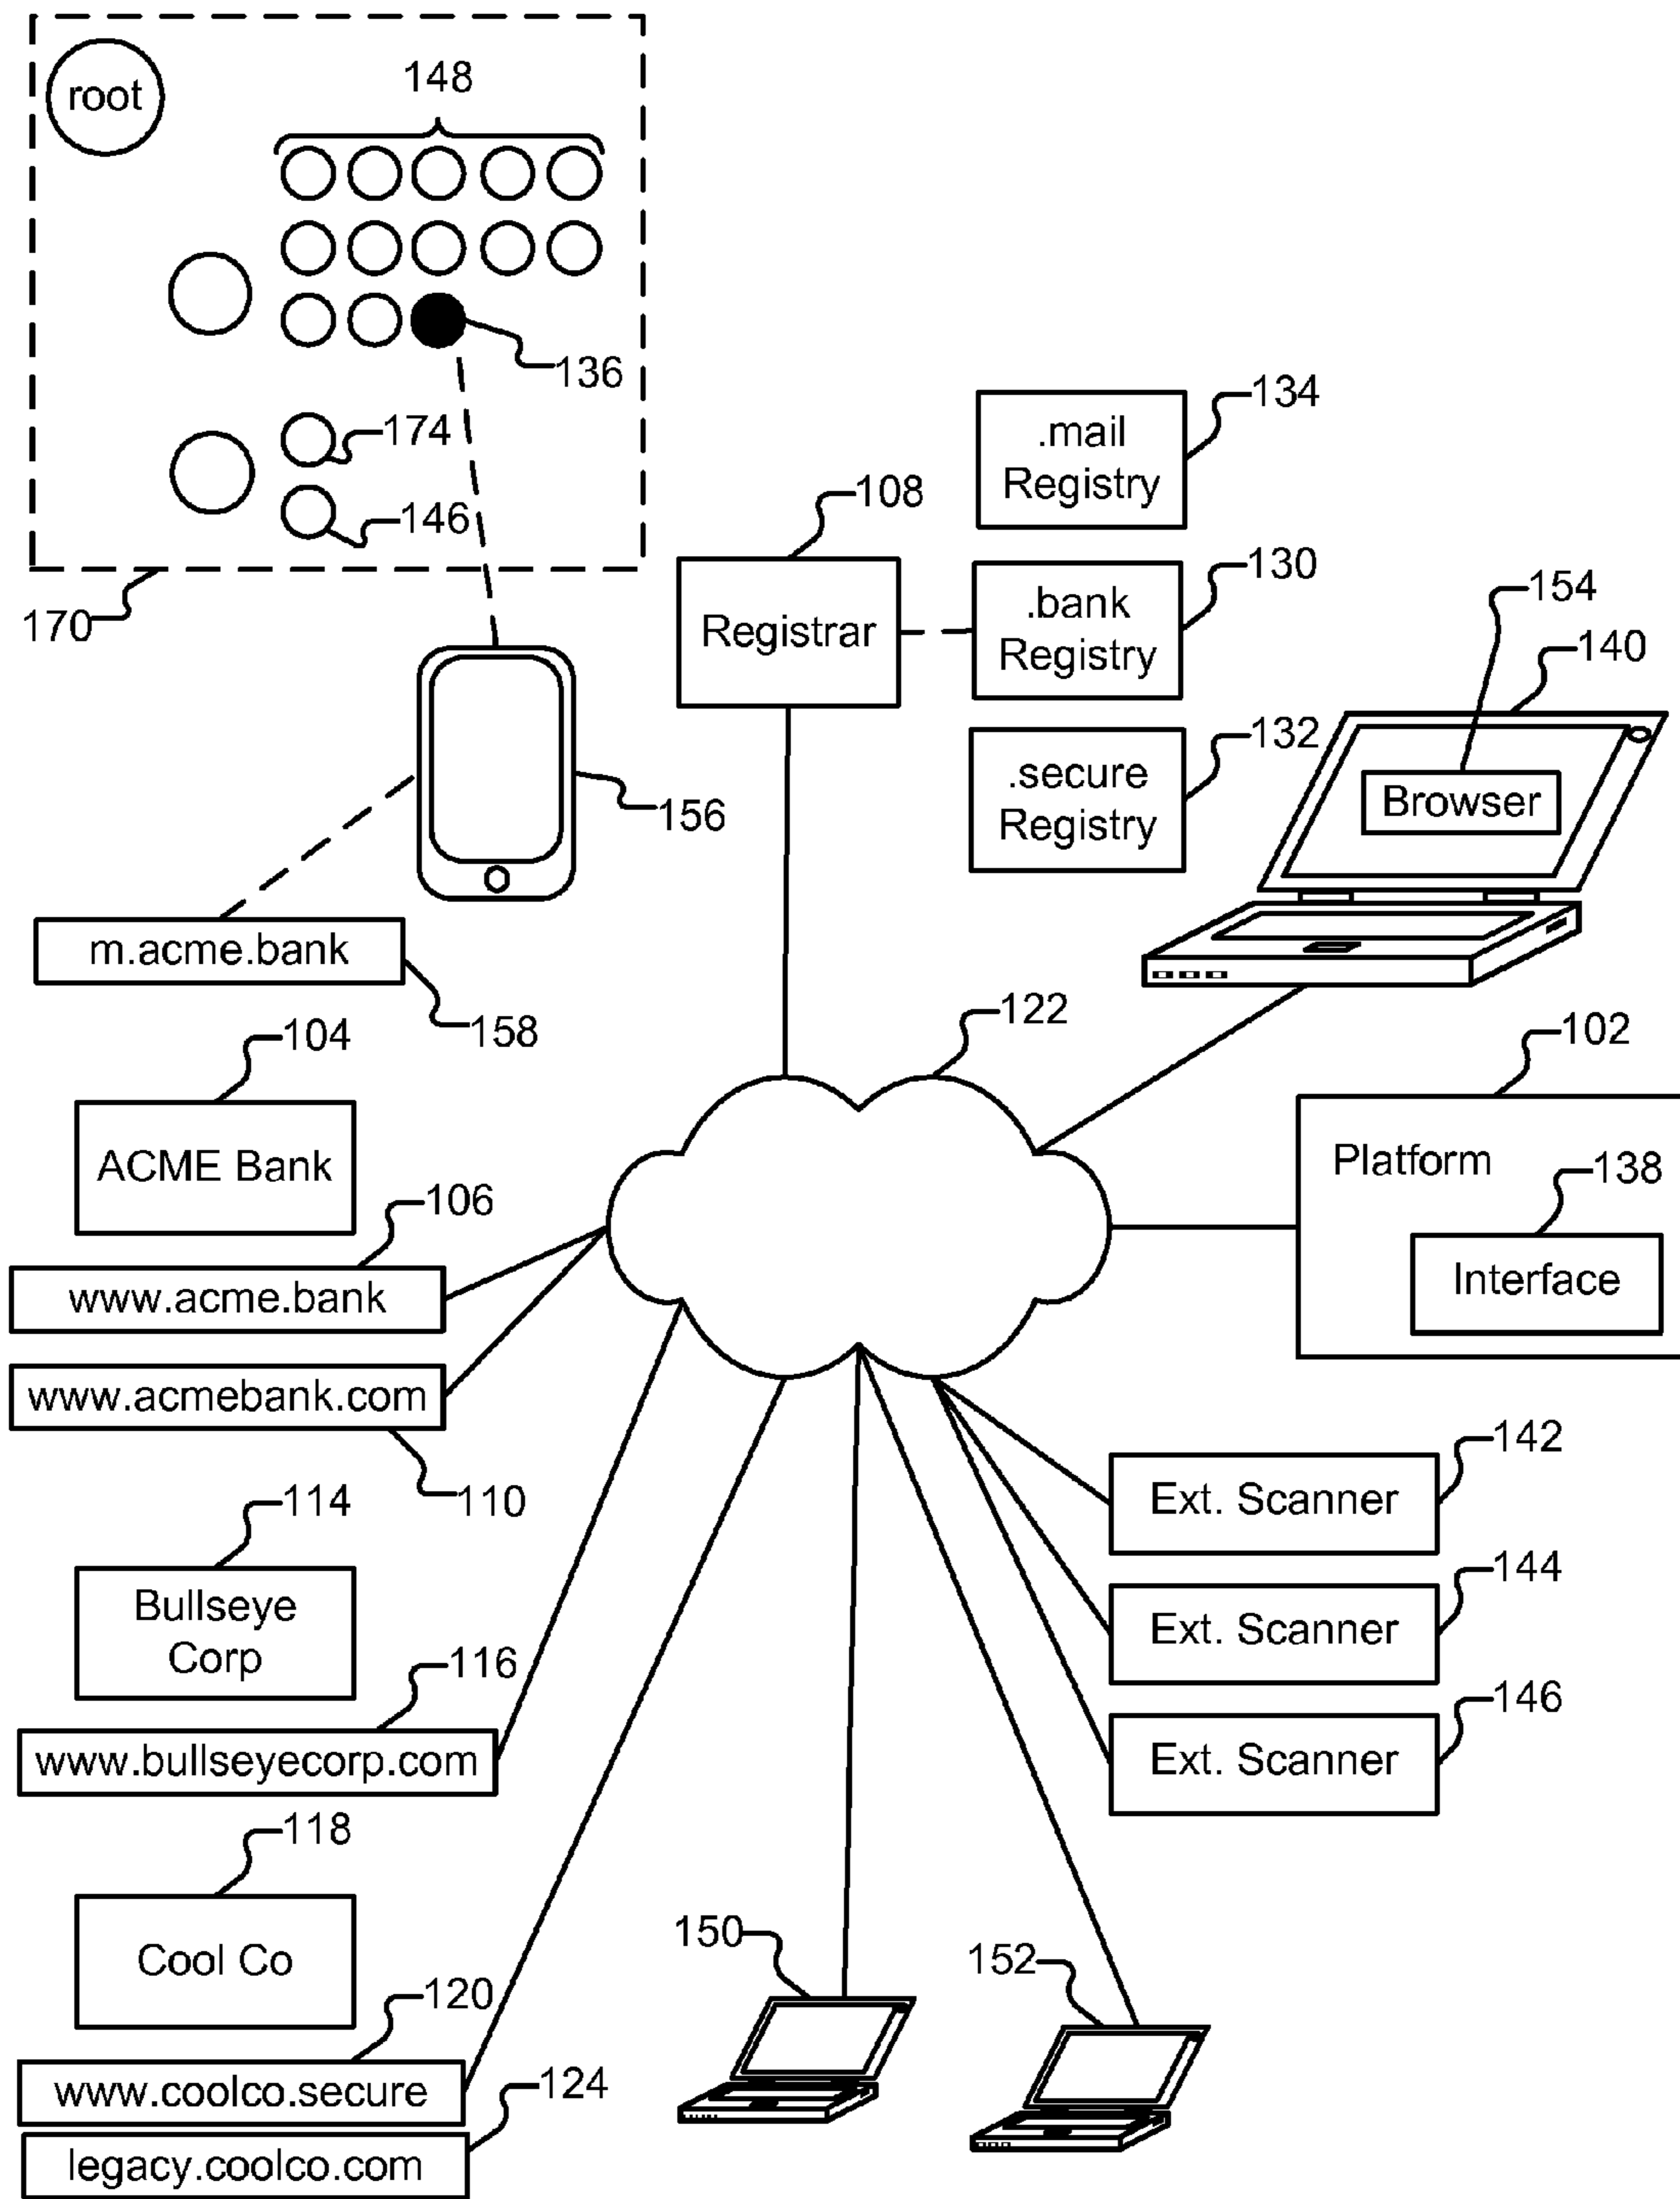 148
root
136
174
146
170
134
.mail
Registry
108
Registrar
130
.bank
Registry
154
140
132
.secure
Registry
Browser
156
m.acme.bank
158
122
102
104
ACME Bank
Platform
138
Interface
106
www.acme.bank
www.acmebank.com
110
142
Ext. Scanner
114
Bullseye
Corp
144
Ext. Scanner
116
www.bullseyecorp.com
146
Ext. Scanner
118
Cool Co
150
152
120
www.coolco.secure
124
legacy.coolco.com